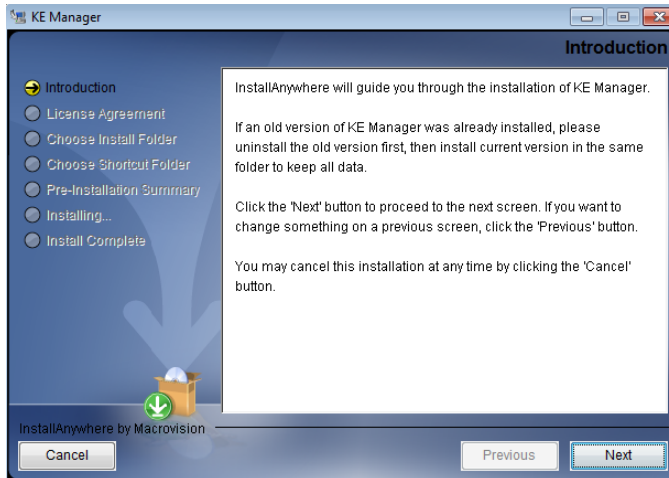 KE Manager
Introduction
Introduction
License Agreement
Choose Install Folder
Choose Shortcut Folder
Pre-Installation Summary
Installing...
Install Complete
InstallAnywhere will guide you through the installation of KE Manager.
If an old version of KE Manager was already installed, please
uninstall the old version first, then install current version in the same
folder to keep all data.
Click the 'Next' button to proceed to the next screen. If you want to
change something on a previous screen, click the 'Previous' button.
You may cancel this installation at any time by clicking the 'Cancel'
button.
InstallAnywhere by Macrovision
Cancel
Previous
Next